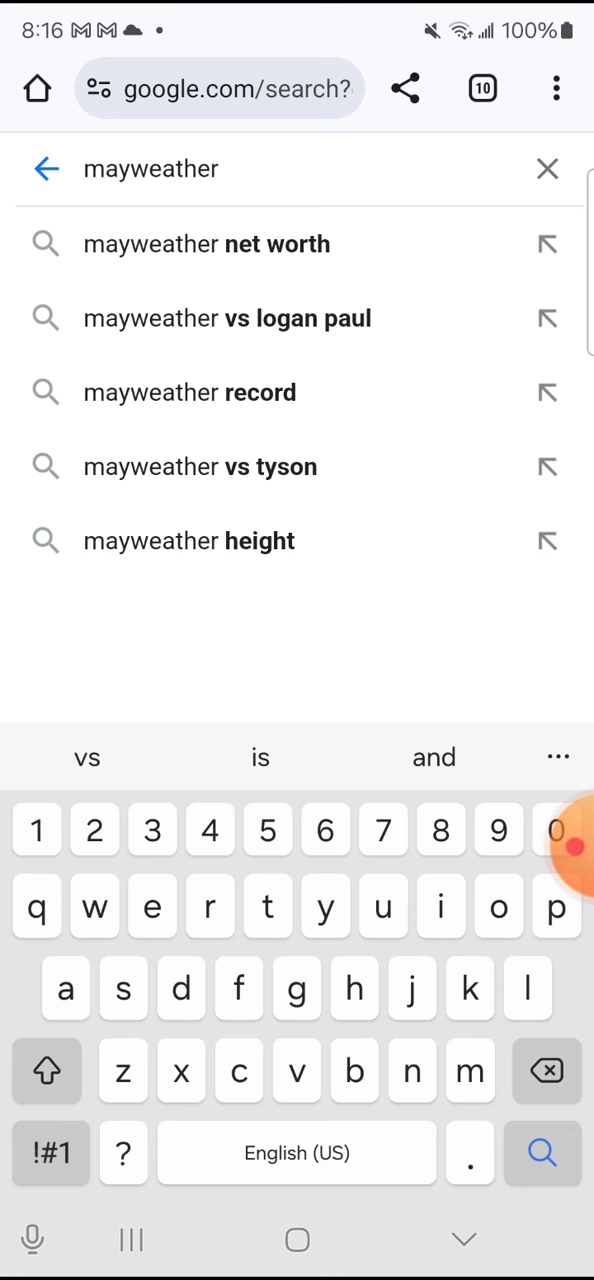 8:16 100%
google.com/search? 10
mayweather
mayweather net worth
mayweather vs logan paul
mayweather record
mayweather vs tyson
mayweather height
vs is and ...
1 2 3 4 5 6 7 8 9 0
q w e r t y u i o p
a s d f g h j k l
z x c v b n m
!#1 ? English (US) .